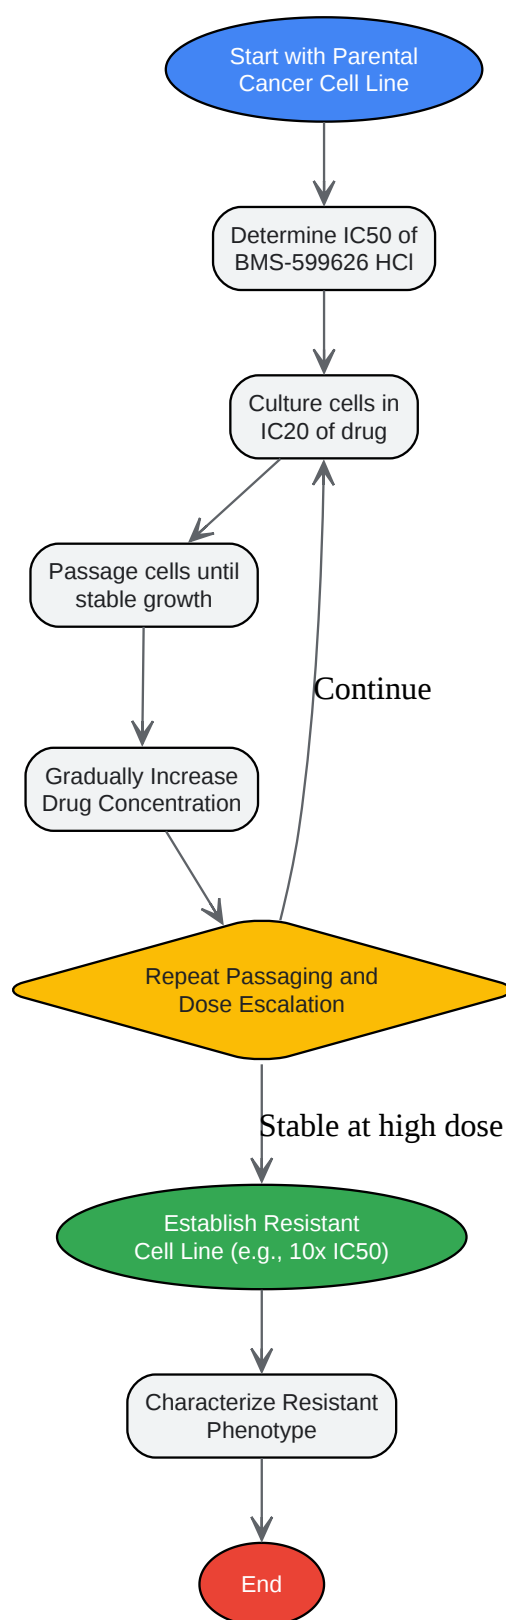 Start with Parental
Cancer Cell Line
Determine IC50 of
BMS-599626 HCl
Culture cells in
IC20 of drug
Passage cells until
stable growth
Continue
Gradually Increase
Drug Concentration
Repeat Passaging and
Dose Escalation
Stable at high dose
Establish Resistant
Cell Line (e.g., 10x IC50)
Characterize Resistant
Phenotype
End